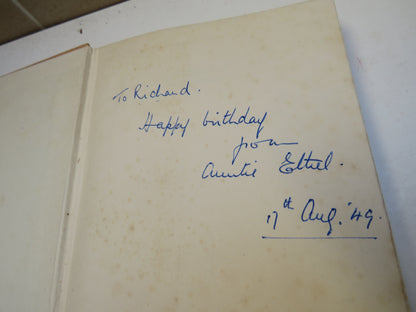 To Richard.
Happy birthday
from
Auntie Ethel.
17th Aug. '49.